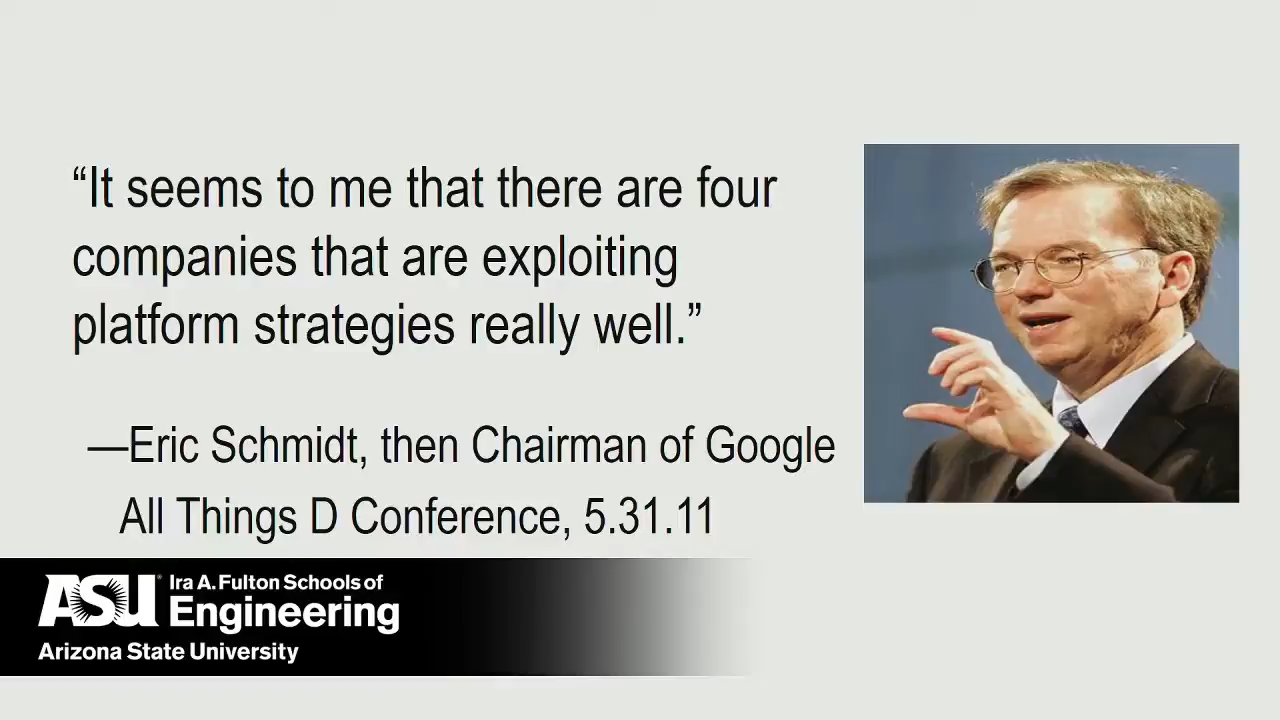 “It seems to me that there are four
companies that are exploiting
platform strategies really well.”
—Eric Schmidt, then Chairman of Google
All Things D Conference, 5.31.11
ASU® Ira A. Fulton Schools of
Engineering
Arizona State University